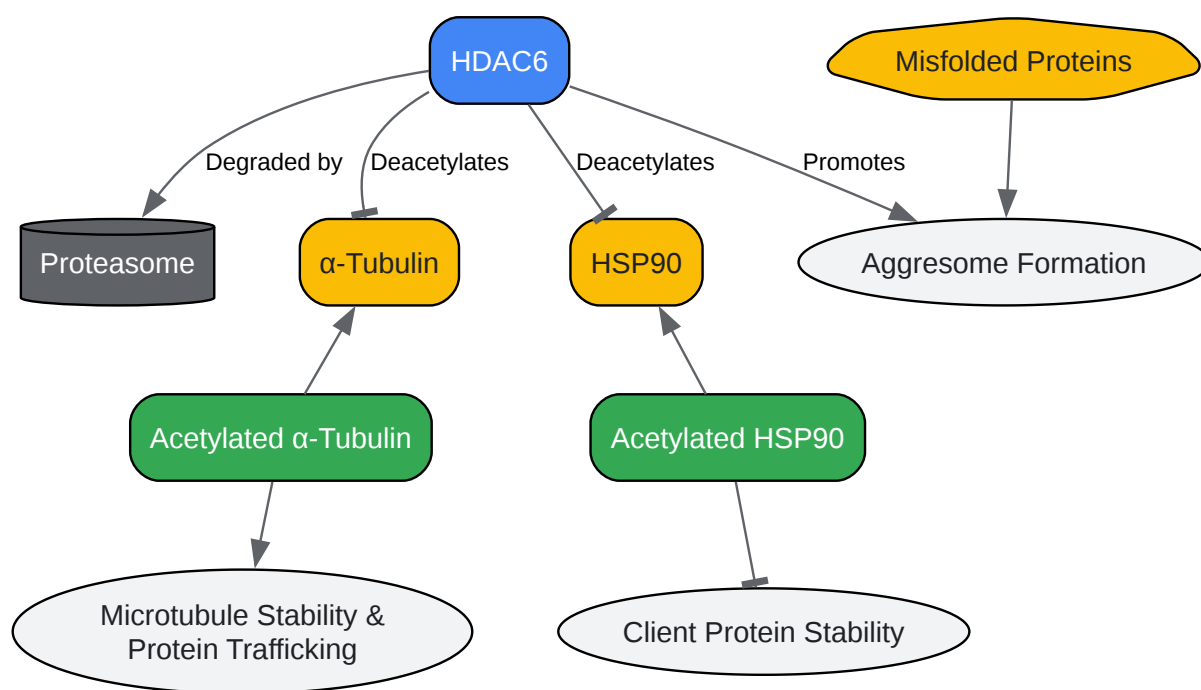 HDAC6
Misfolded Proteins
Degraded by
Deacetylates
Deacetylates
Promotes
Proteasome
α-Tubulin
HSP90
Aggresome Formation
Acetylated α-Tubulin
Acetylated HSP90
Microtubule Stability &
Protein Trafficking
Client Protein Stability